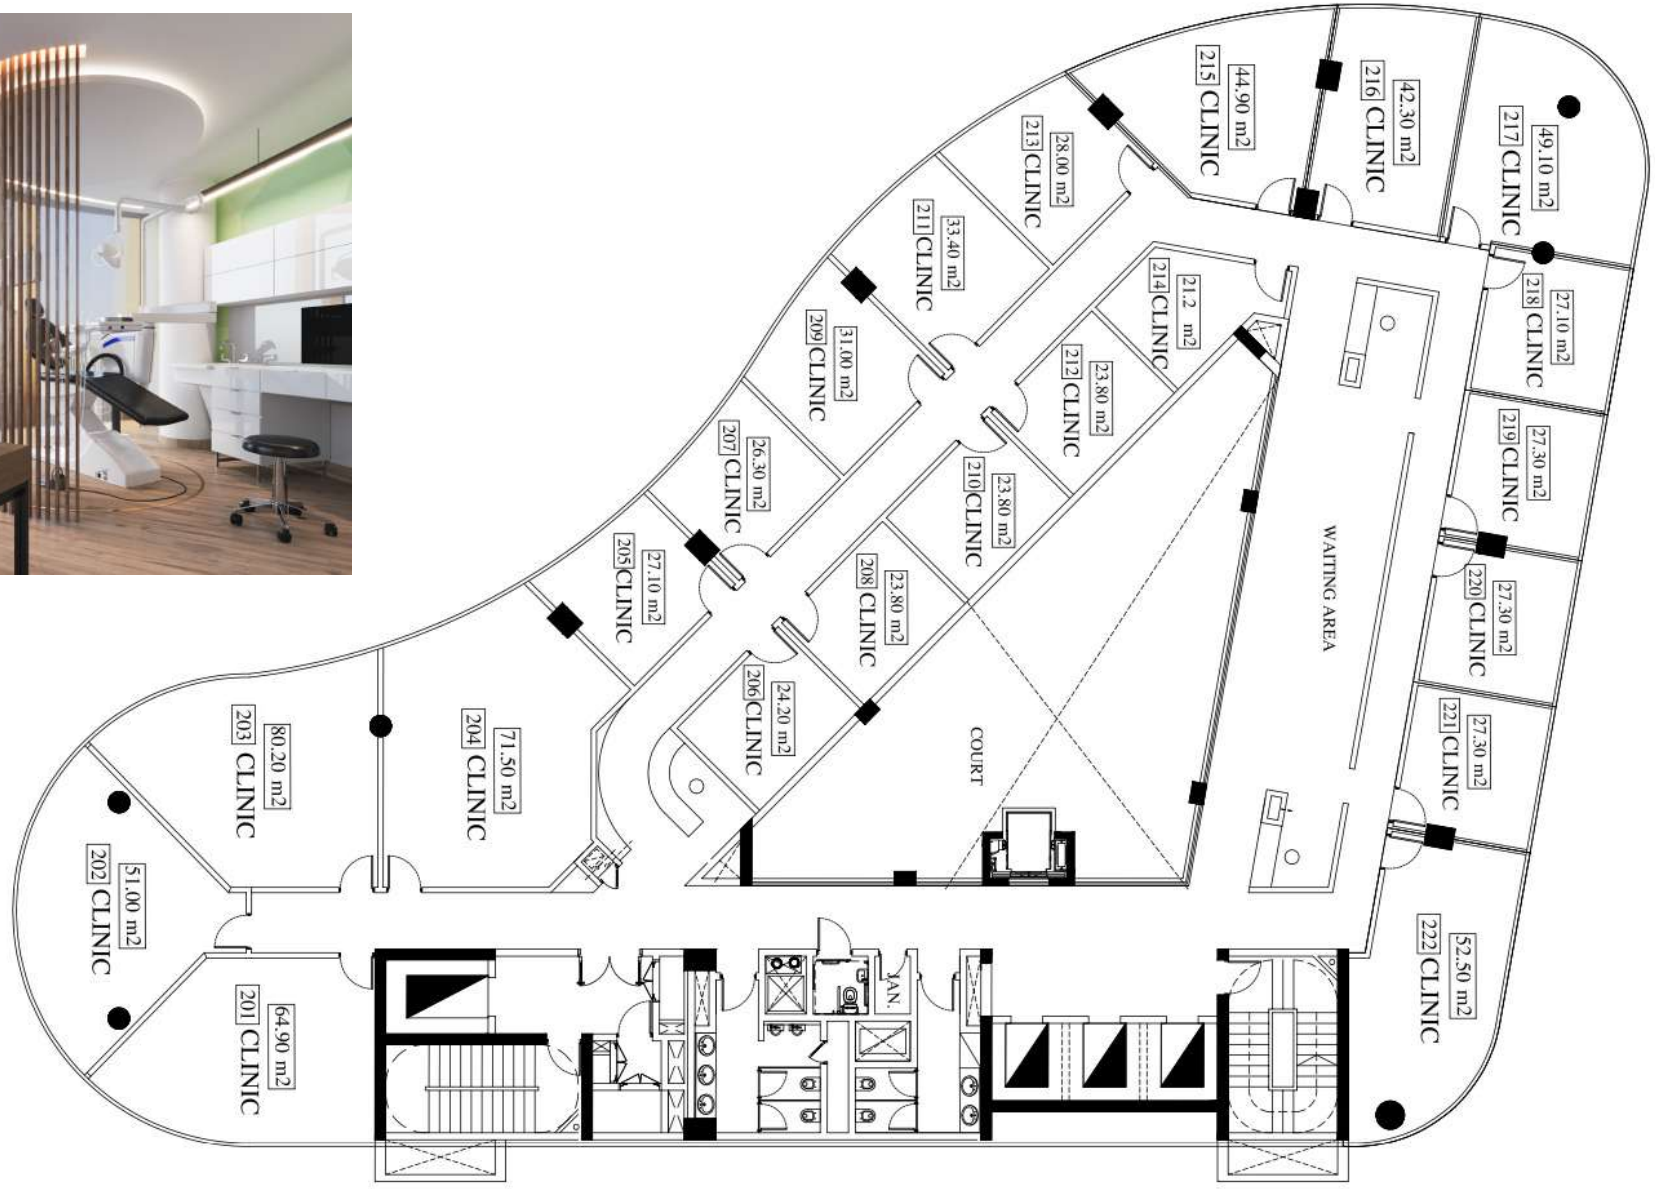 215 CLINIC
44.90 m2
216 CLINIC
42.30 m2
217 CLINIC
49.10 m2
213 CLINIC
28.00 m2
211 CLINIC
33.40 m2
214 CLINIC
21.2 m2
218 CLINIC
27.10 m2
209 CLINIC
31.00 m2
212 CLINIC
23.80 m2
219 CLINIC
27.30 m2
207 CLINIC
26.30 m2
210 CLINIC
23.80 m2
WAITING AREA
205 CLINIC
27.10 m2
208 CLINIC
23.80 m2
220 CLINIC
27.30 m2
206 CLINIC
24.20 m2
221 CLINIC
27.30 m2
203 CLINIC
80.20 m2
204 CLINIC
71.50 m2
COURT
202 CLINIC
51.00 m2
222 CLINIC
52.50 m2
201 CLINIC
64.90 m2
JAN.